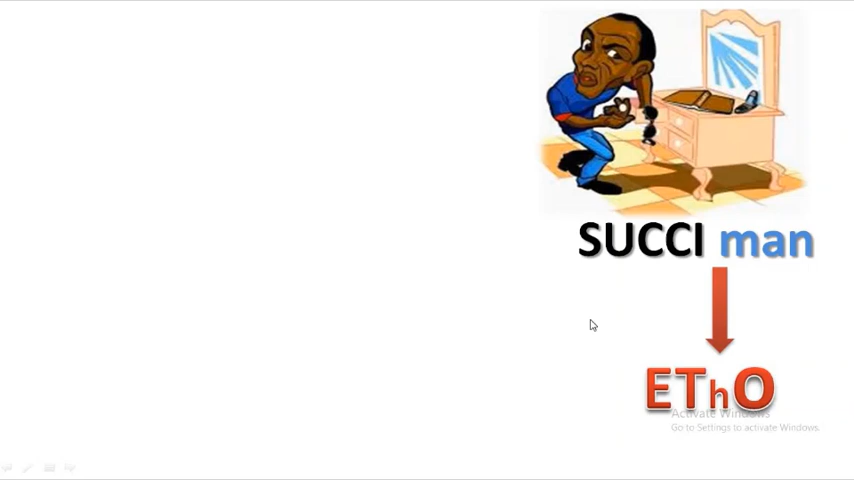 SUCCI man
EThO
Activate Windows
Go to Settings to activate Windows.